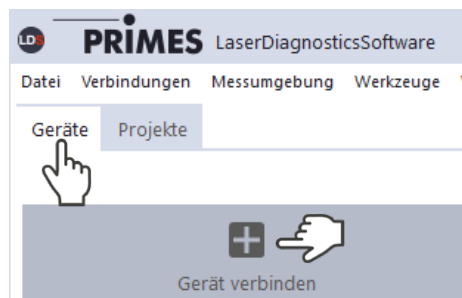 LDS PRIMES LaserDiagnosticsSoftware
Datei Verbindungen Messumgebung Werkzeuge
Geräte Projekte
Gerät verbinden